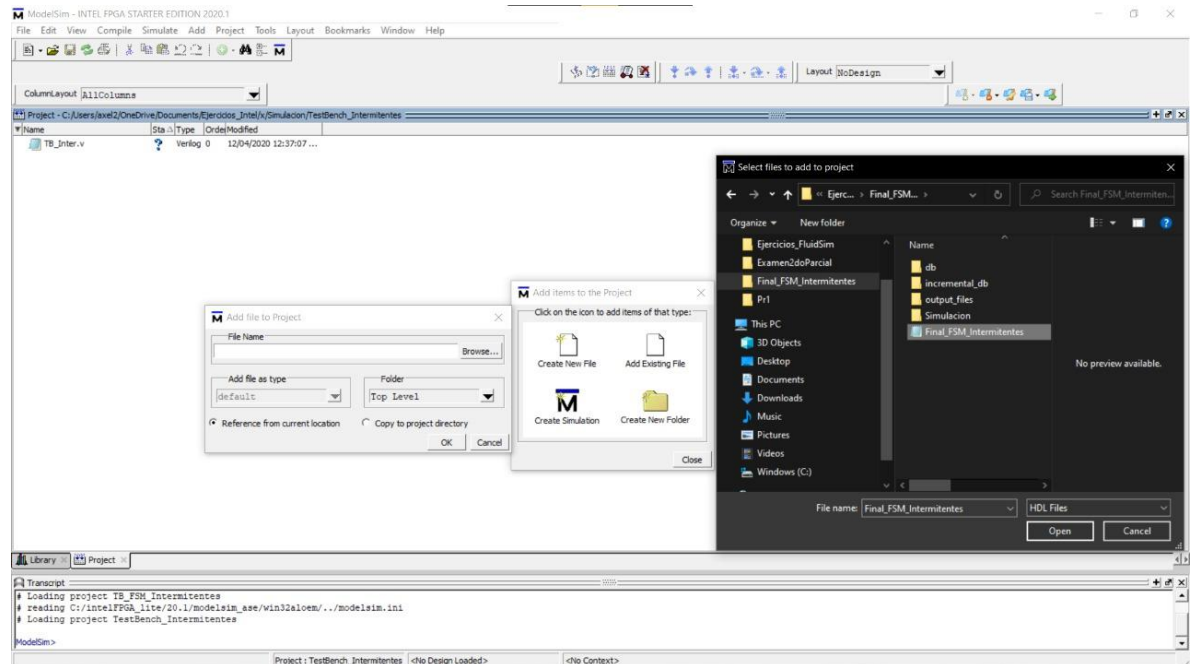 ModelSim - INTEL FPGA STARTER EDITION 2020.1
File Edit View Compile Simulate Add Project Tools Layout Bookmarks Window Help
Layout NoDesign
ColumnLayout AllColumns
Project - C:/Users/axel2/OneDrive/Documents/Ejercicios_Intel/x/Simulacion/TestBench_Intermitentes
Name Sta Type Order Modified
TB_Inter.v ? Verilog 0 12/04/2020 12:37:07 ...
Select files to add to project
« Ejerc... › Final_FSM... ›
Search Final_FSM_Intermiten...
Organize New folder
Ejercicios_FluidSim
Examen2doParcial
Final_FSM_Intermitentes
Pr1
This PC
3D Objects
Desktop
Documents
Downloads
Music
Pictures
Videos
Windows (C:)
Name
db
incremental_db
output_files
Simulacion
Final_FSM_Intermitentes
No preview available.
File name: Final_FSM_Intermitentes
HDL Files
Open Cancel
Add items to the Project
Click on the icon to add items of that type:
Create New File Add Existing File
Create Simulation Create New Folder
Close
Add file to Project
File Name
Browse...
Add file as type Folder
default Top Level
Reference from current location Copy to project directory
OK Cancel
Library Project
Transcript
# Loading project TB_FSM_Intermitentes
# reading C:/intelFPGA_lite/20.1/modelsim_ase/win32aloem/../modelsim.ini
# Loading project TestBench_Intermitentes
ModelSim>
Project : TestBench_Intermitentes <No Design Loaded> <No Context>